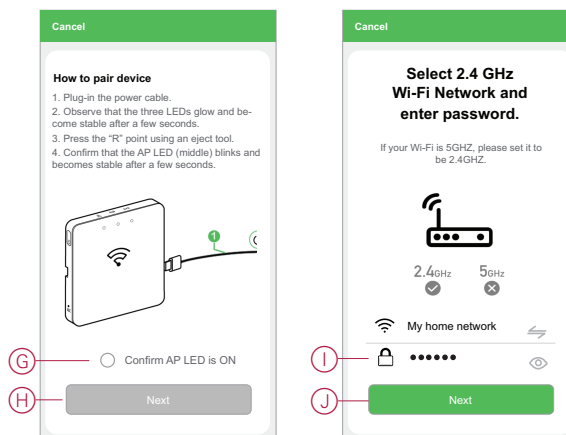 Cancel
How to pair device
1. Plug-in the power cable.
2. Observe that the three LEDs glow and be-
come stable after a few seconds.
3. Press the “R” point using an eject tool.
4. Confirm that the AP LED (middle) blinks and
becomes stable after a few seconds.
1
G
Confirm AP LED is ON
H
Next
Cancel
Select 2.4 GHz
Wi-Fi Network and
enter password.
If your Wi-Fi is 5GHZ, please set it to
be 2.4GHZ.
2.4GHz 5GHz
My home network
I
••••••
J
Next